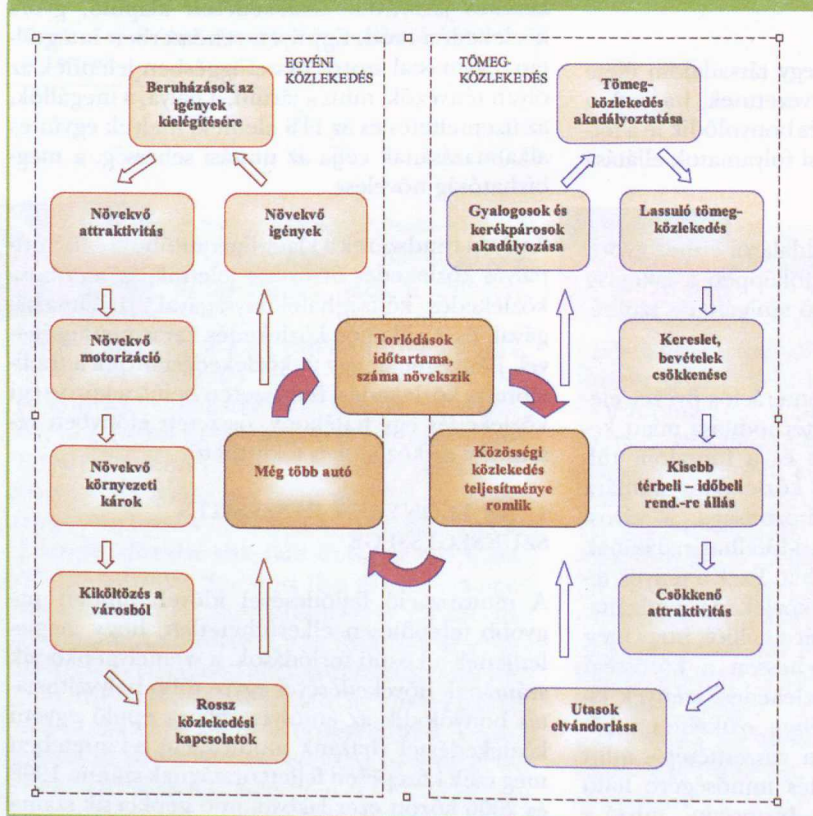 EGYÉNI
KÖZLEKEDÉS
Beruházások az
igények
kielégítésére
Növekvő
attraktivitás
Növekvő
igények
Növekvő
motorizáció
Növekvő
környezeti
károk
Kiköltözés a
városból
Rossz
közlekedési
kapcsolatok
Még több autó
Torlódások
időtartama,
száma növekszik
Közösségi
közlekedés
teljesítménye
romlik
TÖMEG-
KÖZLEKEDÉS
Tömeg-
közlekedés
akadályoztatása
Gyalogosok és
kerékpárosok
akadályozása
Lassuló tömeg-
közlekedés
Kereslet,
bevételek
csökkenése
Kisebb
térbeli – időbeli
rend.-re állás
Csökkenő
attraktivitás
Utasok
elvándorlása